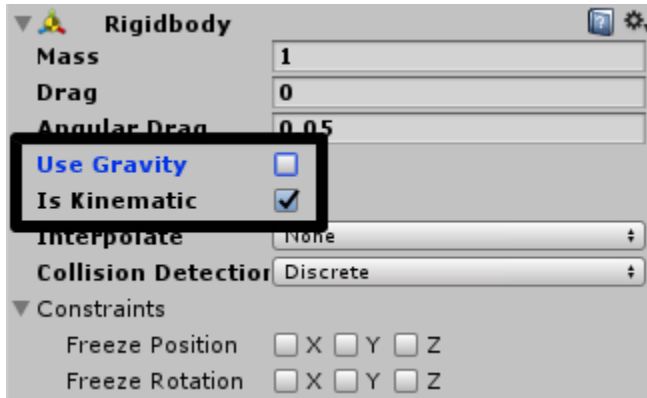 Rigidbody
Mass 1
Drag 0
Angular Drag 0.05
Use Gravity
Is Kinematic
Interpolate None
Collision Detection Discrete
Constraints
Freeze Position X Y Z
Freeze Rotation X Y Z